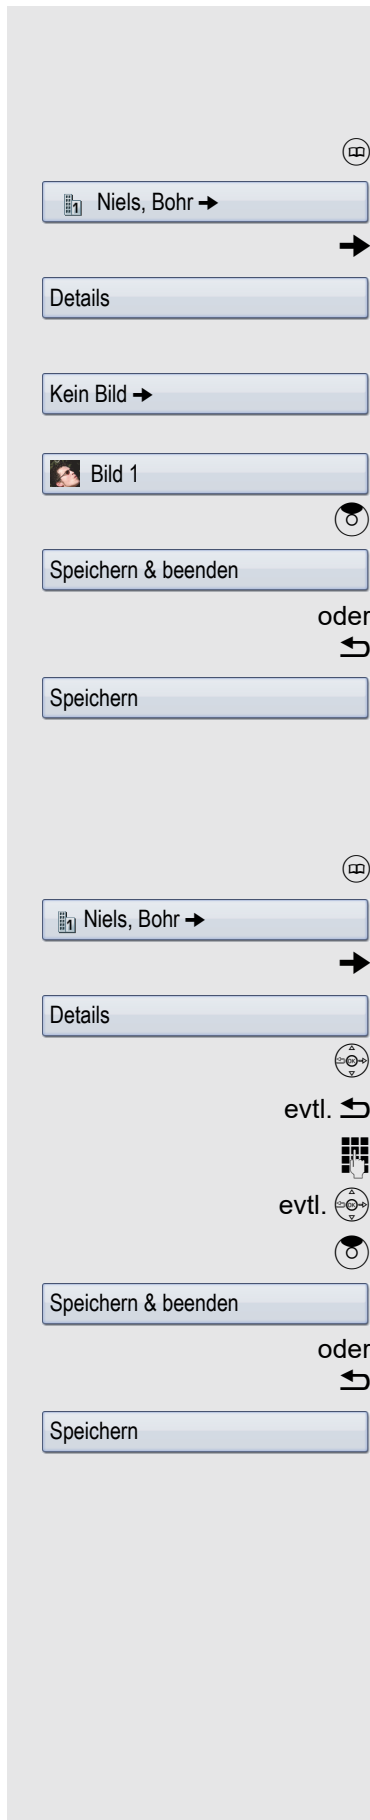 Niels, Bohr
Details
Kein Bild
Bild 1
Speichern & beenden
oder
Speichern
1 Niels, Bohr
Details
evtl.
evtl.
Speichern & beenden
oder
Speichern